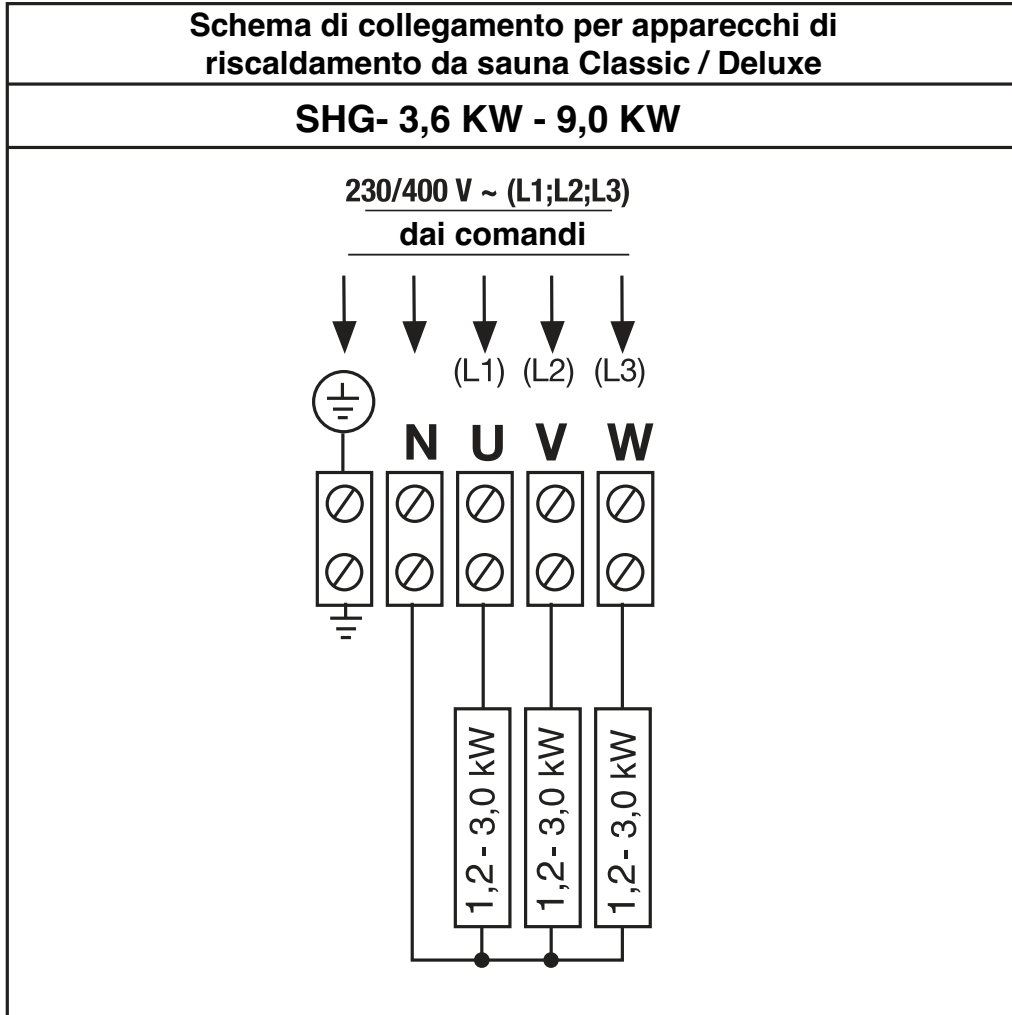 Schema di collegamento per apparecchi di
riscaldamento da sauna Classic / Deluxe
SHG- 3,6 KW - 9,0 KW
230/400 V ~ (L1;L2;L3)
dai comandi
(L1) (L2) (L3)
N U V W
1,2 - 3,0 kW
1,2- 3,0 kW
1,2- 3,0 kW